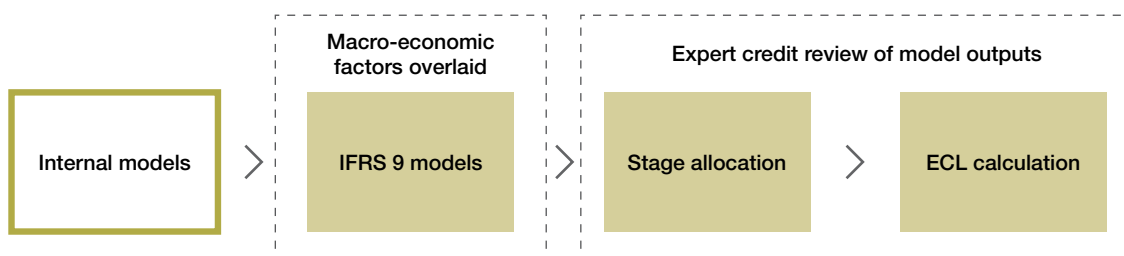 Macro-economic
factors overlaid
Expert credit review of model outputs
Internal models
IFRS 9 models
Stage allocation
ECL calculation